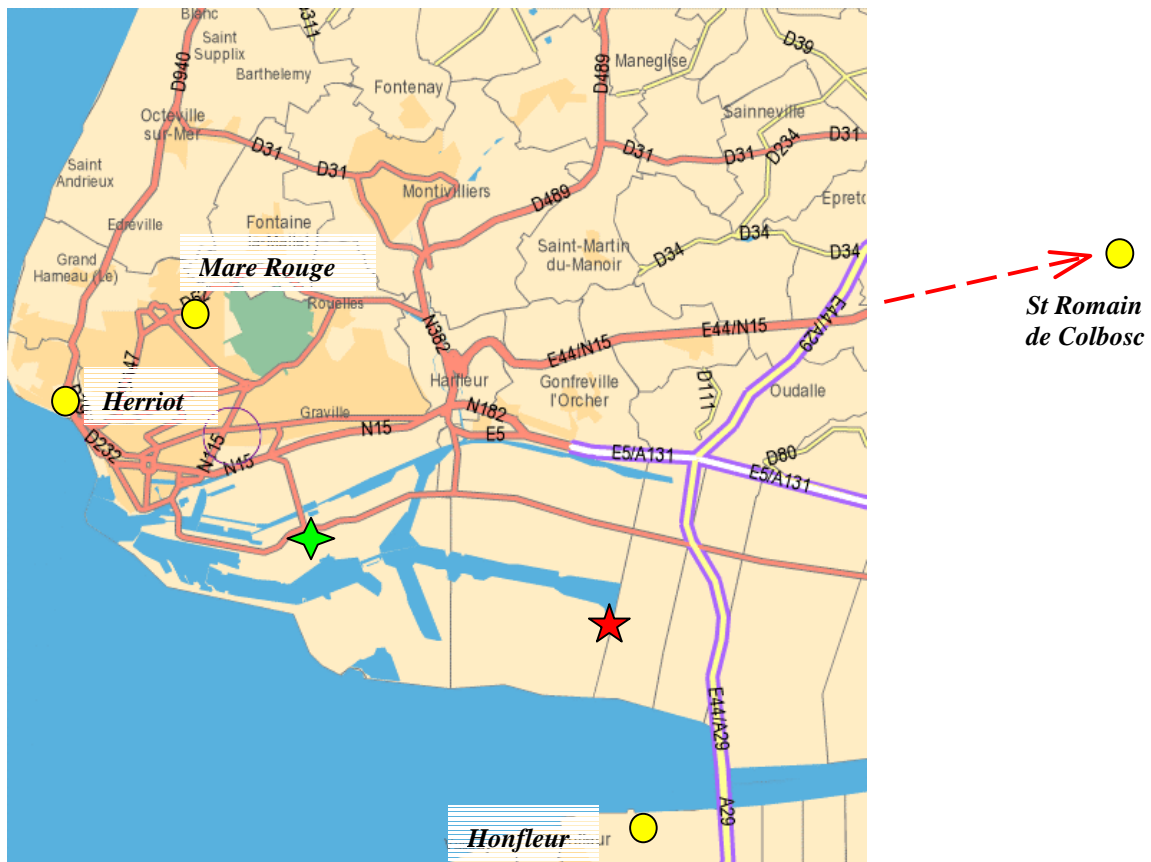 Blanc
Saint
Supplix
D940
Barthelemy
Fontenay
D489
Maneglise
D39
Octeville
sur-Mer
Sainneville
D31
D31
D31
D31
D31
D234
Saint
Andrieux
Montivilliers
D489
Edreville
Fontaine
Saint-Martin
du-Manoir
D34
D34
D34
Grand
Hameau (Le)
Mare Rouge
D62
Rouelles
N382
E44/N15
E44/N15
E44/A29
St Romain
de Colbosc
47
Harfleur
Gonfreville
l'Orcher
D111
Oudalle
Herriot
Graville
N182
N15
E5
D232
N115
N15
E5/A131
D80
E5/A131
E44/A29
A29
Honfleur